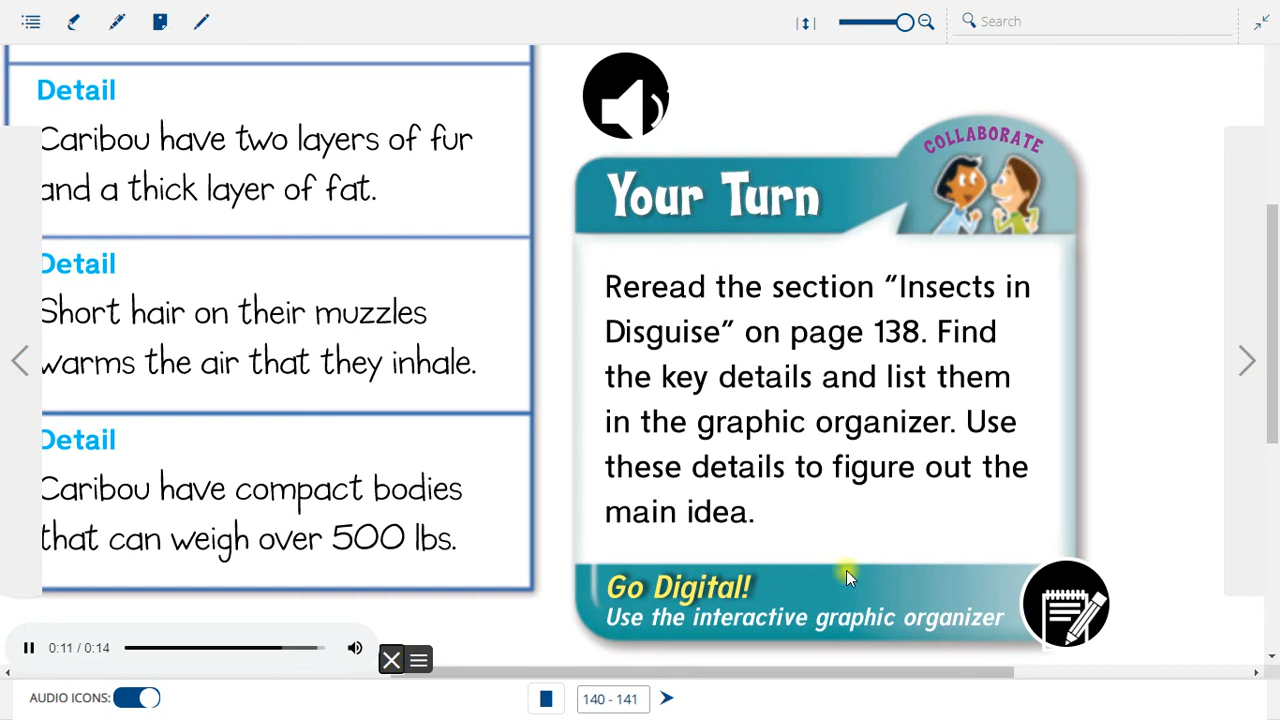 Search
Detail
Caribou have two layers of fur
and a thick layer of fat.
Detail
Short hair on their muzzles
warms the air that they inhale.
Detail
Caribou have compact bodies
that can weigh over 500 lbs.
COLLABORATE
Your Turn
Reread the section “Insects in
Disguise” on page 138. Find
the key details and list them
in the graphic organizer. Use
these details to figure out the
main idea.
Go Digital!
Use the interactive graphic organizer
0:11 / 0:14
AUDIO ICONS:
140 - 141